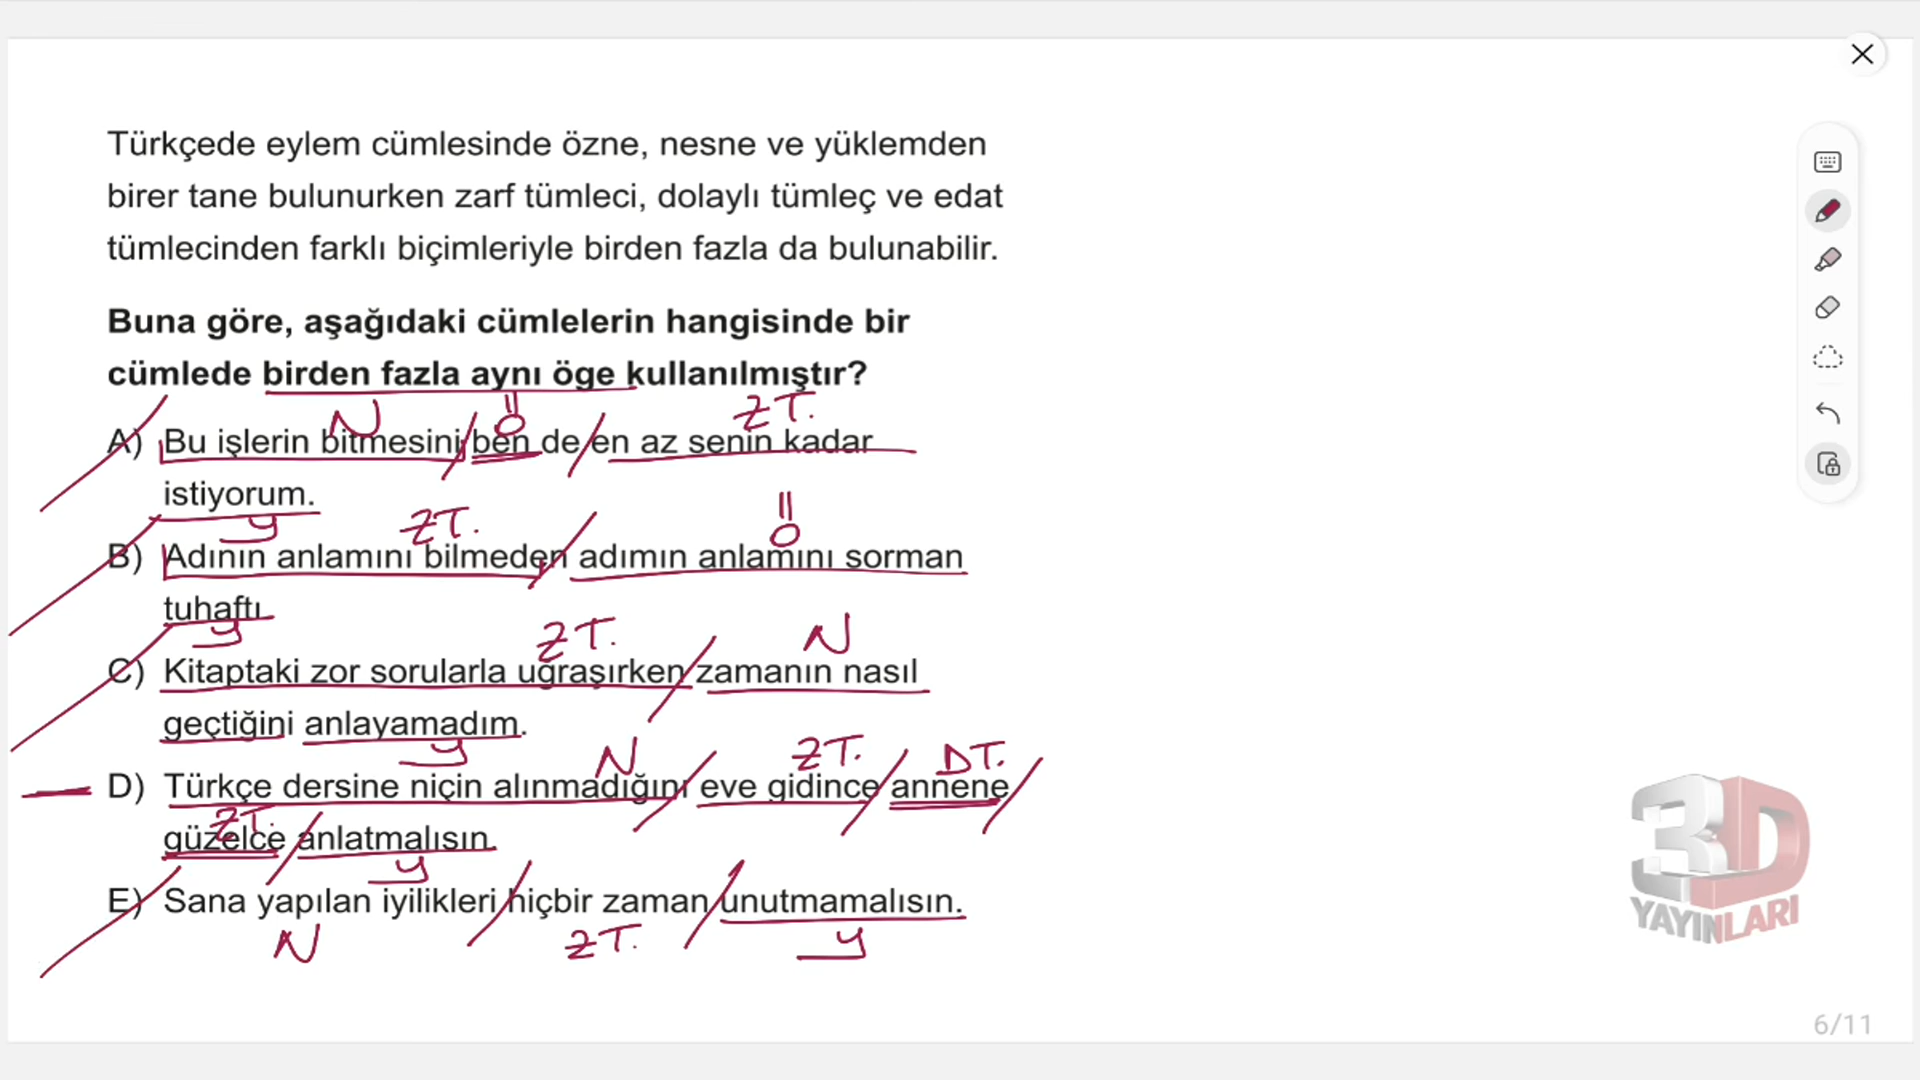 Türkçede eylem cümlesinde özne, nesne ve yüklemden
birer tane bulunurken zarf tümleci, dolaylı tümleç ve edat
tümlecinden farklı biçimleriyle birden fazla da bulunabilir.
Buna göre, aşağıdaki cümlelerin hangisinde bir
cümlede birden fazla aynı öge kullanılmıştır?
N Ö ZT.
A) Bu işlerin bitmesini ben de en az senin kadar
istiyorum.
y ZT. Ö
B) Adının anlamını bilmeden adımın anlamını sorman
tuhaftı
y ZT. N
C) Kitaptaki zor sorularla uğraşırken zamanın nasıl
geçtiğini anlayamadım.
y N ZT. DT.
D) Türkçe dersine niçin alınmadığını eve gidince annene
ZT.
güzelce anlatmalısın.
y
E) Sana yapılan iyilikleri hiçbir zaman unutmamalısın.
N ZT. y
3D
YAYINLARI
6/11